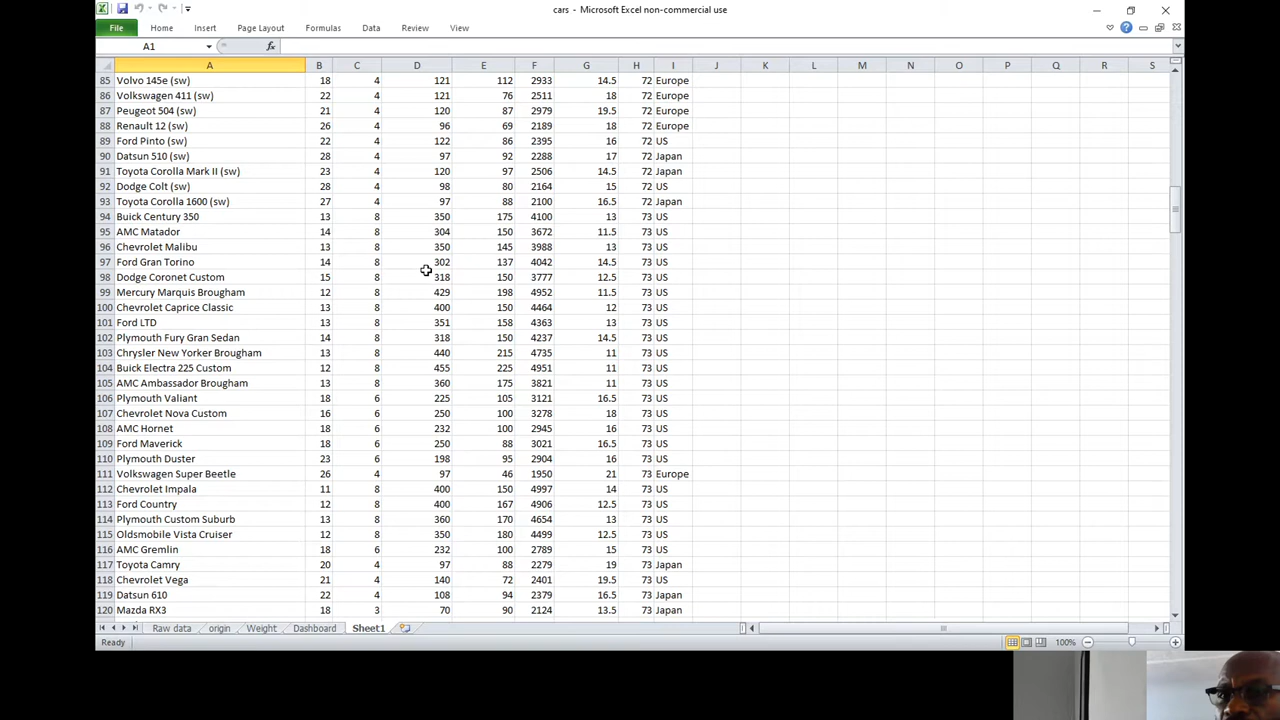 cars - Microsoft Excel non-commercial use
File Home Insert Page Layout Formulas Data Review View
A1 fx
A B C D E F G H I J K L M N O P Q R S
85 Volvo 145e (sw) 18 4 121 112 2933 14.5 72 Europe
86 Volkswagen 411 (sw) 22 4 121 76 2511 18 72 Europe
87 Peugeot 504 (sw) 21 4 120 87 2979 19.5 72 Europe
88 Renault 12 (sw) 26 4 96 69 2189 18 72 Europe
89 Ford Pinto (sw) 22 4 122 86 2395 16 72 US
90 Datsun 510 (sw) 28 4 97 92 2288 17 72 Japan
91 Toyota Corolla Mark II (sw) 23 4 120 97 2506 14.5 72 Japan
92 Dodge Colt (sw) 28 4 98 80 2164 15 72 US
93 Toyota Corolla 1600 (sw) 27 4 97 88 2100 16.5 72 Japan
94 Buick Century 350 13 8 350 175 4100 13 73 US
95 AMC Matador 14 8 304 150 3672 11.5 73 US
96 Chevrolet Malibu 13 8 350 145 3988 13 73 US
97 Ford Gran Torino 14 8 302 137 4042 14.5 73 US
98 Dodge Coronet Custom 15 8 318 150 3777 12.5 73 US
99 Mercury Marquis Brougham 12 8 429 198 4952 11.5 73 US
100 Chevrolet Caprice Classic 13 8 400 150 4464 12 73 US
101 Ford LTD 13 8 351 158 4363 13 73 US
102 Plymouth Fury Gran Sedan 14 8 318 150 4237 14.5 73 US
103 Chrysler New Yorker Brougham 13 8 440 215 4735 11 73 US
104 Buick Electra 225 Custom 12 8 455 225 4951 11 73 US
105 AMC Ambassador Brougham 13 8 360 175 3821 11 73 US
106 Plymouth Valiant 18 6 225 105 3121 16.5 73 US
107 Chevrolet Nova Custom 16 6 250 100 3278 18 73 US
108 AMC Hornet 18 6 232 100 2945 16 73 US
109 Ford Maverick 18 6 250 88 3021 16.5 73 US
110 Plymouth Duster 23 6 198 95 2904 16 73 US
111 Volkswagen Super Beetle 26 4 97 46 1950 21 73 Europe
112 Chevrolet Impala 11 8 400 150 4997 14 73 US
113 Ford Country 12 8 400 167 4906 12.5 73 US
114 Plymouth Custom Suburb 13 8 360 170 4654 13 73 US
115 Oldsmobile Vista Cruiser 12 8 350 180 4499 12.5 73 US
116 AMC Gremlin 18 6 232 100 2789 15 73 US
117 Toyota Camry 20 4 97 88 2279 19 73 Japan
118 Chevrolet Vega 21 4 140 72 2401 19.5 73 US
119 Datsun 610 22 4 108 94 2379 16.5 73 Japan
120 Mazda RX3 18 3 70 90 2124 13.5 73 Japan
Raw data origin Weight Dashboard Sheet1
Ready 100%